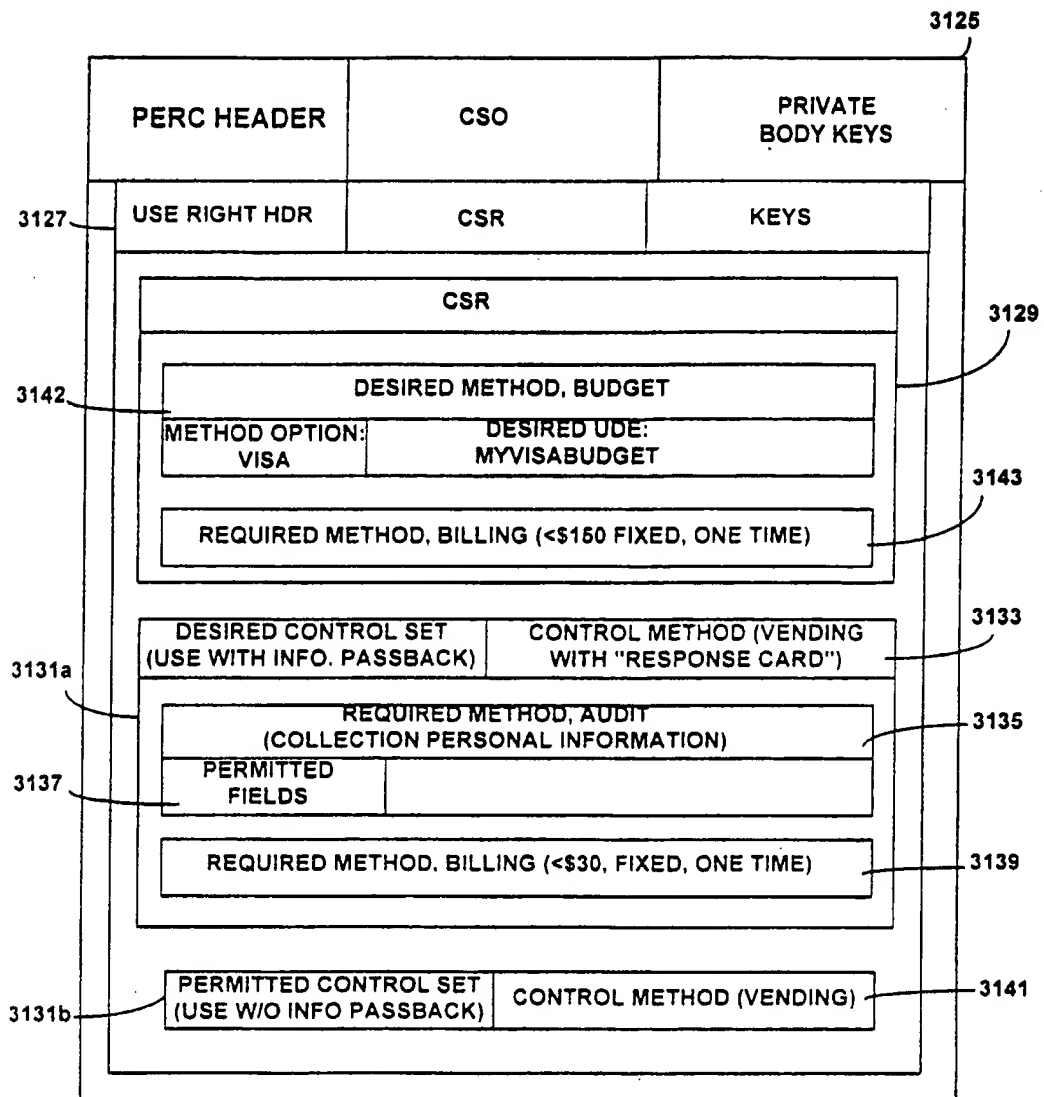 3125
PERC HEADER
CSO
PRIVATE
BODY KEYS
3127
USE RIGHT HDR
CSR
KEYS
CSR
3129
3142
DESIRED METHOD, BUDGET
METHOD OPTION:
VISA
DESIRED UDE:
MYVISABUDGET
3143
REQUIRED METHOD, BILLING (<$150 FIXED, ONE TIME)
3133
DESIRED CONTROL SET
(USE WITH INFO. PASSBACK)
CONTROL METHOD (VENDING
WITH "RESPONSE CARD")
3131a
REQUIRED METHOD, AUDIT
(COLLECTION PERSONAL INFORMATION)
3135
3137
PERMITTED
FIELDS
REQUIRED METHOD, BILLING (<$30, FIXED, ONE TIME)
3139
3131b
PERMITTED CONTROL SET
(USE W/O INFO PASSBACK)
CONTROL METHOD (VENDING)
3141